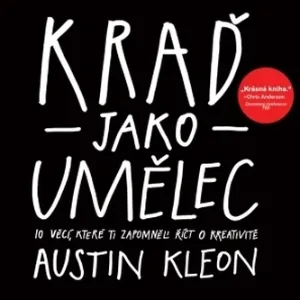 KRAĎ
JAKO
UMĚLEC
10 VĚCÍ, KTERÉ TI ZAPOMNĚLI ŘÍCT O KREATIVITĚ
AUSTIN KLEON
„Krásná kniha."
—Chris Anderson,